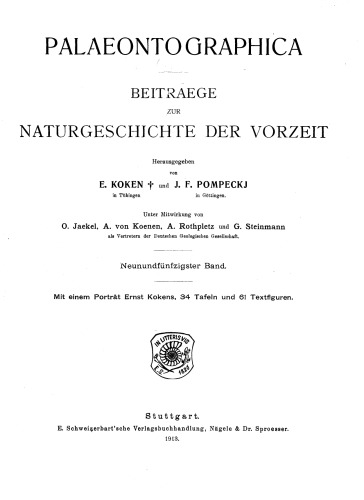 PALAEONTOGRAPHICA
BEITRAEGE
ZUR
NATURGESCHICHTE DER VORZEIT
Herausgegeben
von
E. KOKEN † und J. F. POMPECKJ
in Tübingen in Göttingen.
Unter Mitwirkung von
O. Jaekel, A. von Koenen, A. Rothpletz und G. Steinmann
als Vertretern der Deutschen Geologischen Gesellschaft.
Neunundfünfzigster Band.
Mit einem Porträt Ernst Kokens, 34 Tafeln und 61 Textfiguren.
IN LITTERIS VIS
Stuttgart.
E. Schweizerbart'sche Verlagsbuchhandlung, Nägele & Dr. Sproesser.
1913.